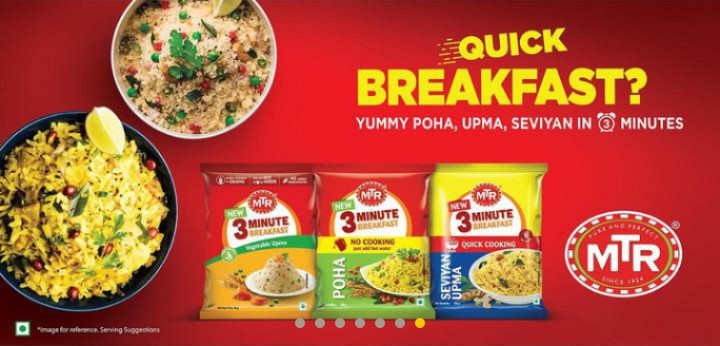 QUICK
BREAKFAST?
YUMMY POHA, UPMA, SEVIYAN IN 3 MINUTES
MTR
NEW
3 MINUTE
BREAKFAST
Vegetable Upma
MTR
NEW
3 MINUTE
BREAKFAST
NO COOKING
just add hot water
POHA
MTR
NEW
3 MINUTE
BREAKFAST
QUICK COOKING
SEVIYAN
UPMA
PURE AND PERFECT
MTR
SINCE 1924
®
*Image for reference. Serving Suggestions